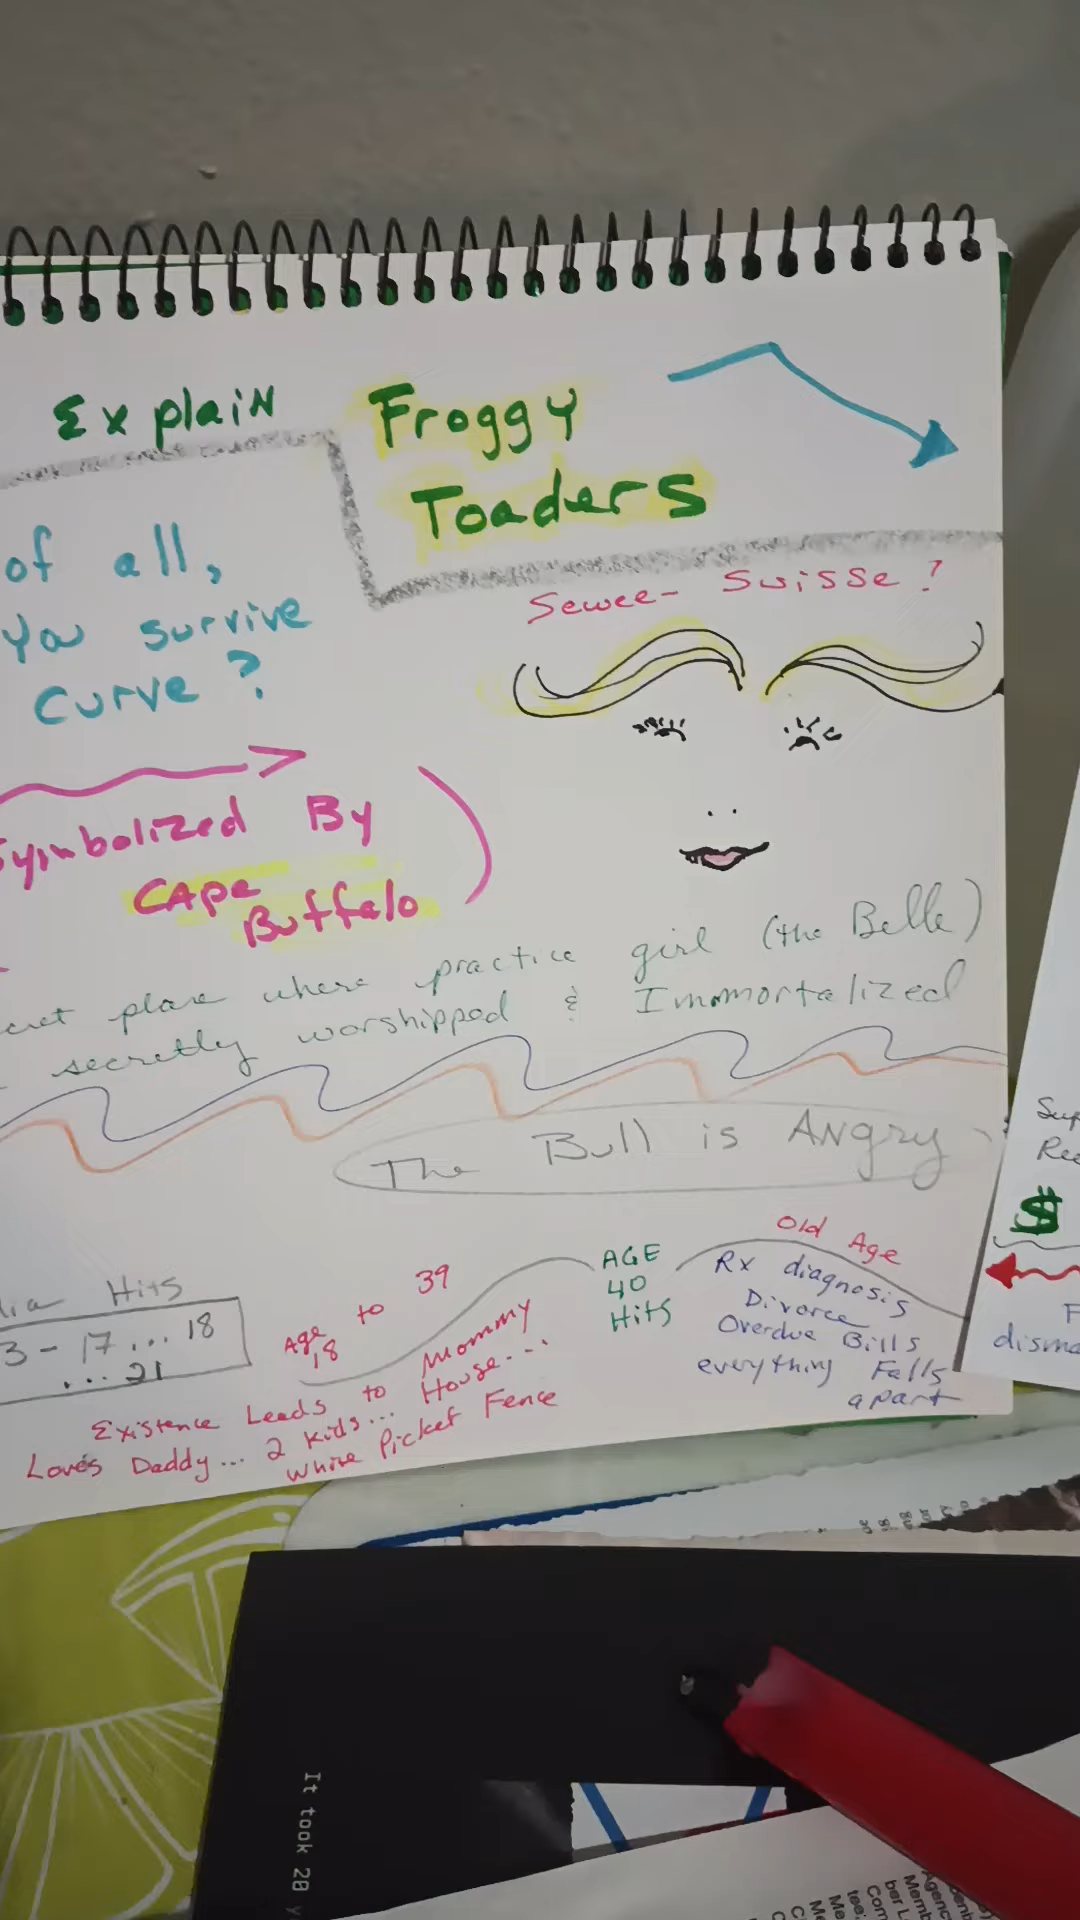 Explain
Froggy
Toaders
of all,
you survive
curve?
Sewee- Suisse?
Symbolized By
CApe
Buffalo
place where practice girl (the Belle)
secretly worshipped & Immortalized
The Bull is Angry
Hits
3-17...18
...21
Age
18
to
39
AGE
40
Hits
Old Age
Rx diagnosis
Divorce
Overdue Bills
everything Falls
apart
Existence Leads to Mommy
Loves Daddy... 2 kids... House...
White Picket Fence
$
It took 20 y